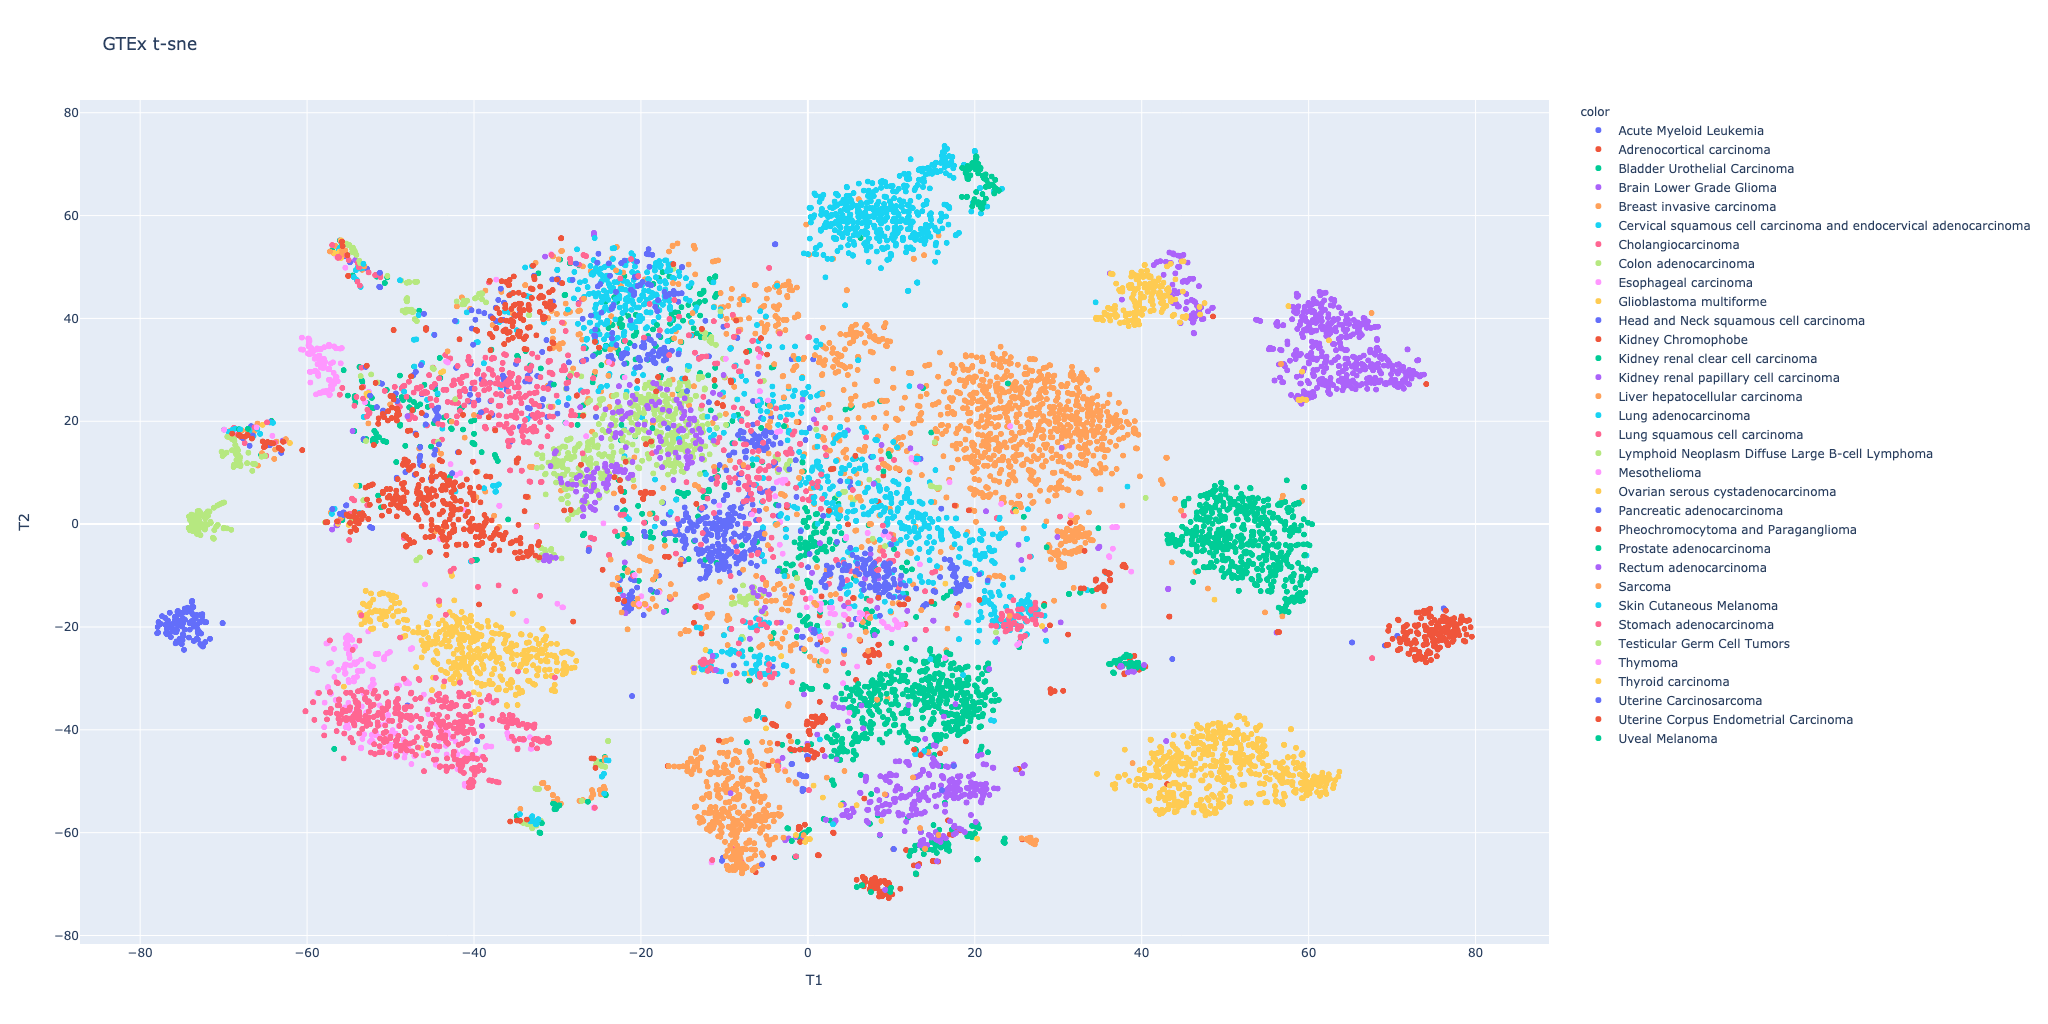 GTEx t-sne
80
60
40
20
0
−20
−40
−60
−80
T2
−80
−60
−40
−20
0
20
40
60
80
T1
color
Acute Myeloid Leukemia
Adrenocortical carcinoma
Bladder Urothelial Carcinoma
Brain Lower Grade Glioma
Breast invasive carcinoma
Cervical squamous cell carcinoma and endocervical adenocarcinoma
Cholangiocarcinoma
Colon adenocarcinoma
Esophageal carcinoma
Glioblastoma multiforme
Head and Neck squamous cell carcinoma
Kidney Chromophobe
Kidney renal clear cell carcinoma
Kidney renal papillary cell carcinoma
Liver hepatocellular carcinoma
Lung adenocarcinoma
Lung squamous cell carcinoma
Lymphoid Neoplasm Diffuse Large B-cell Lymphoma
Mesothelioma
Ovarian serous cystadenocarcinoma
Pancreatic adenocarcinoma
Pheochromocytoma and Paraganglioma
Prostate adenocarcinoma
Rectum adenocarcinoma
Sarcoma
Skin Cutaneous Melanoma
Stomach adenocarcinoma
Testicular Germ Cell Tumors
Thymoma
Thyroid carcinoma
Uterine Carcinosarcoma
Uterine Corpus Endometrial Carcinoma
Uveal Melanoma